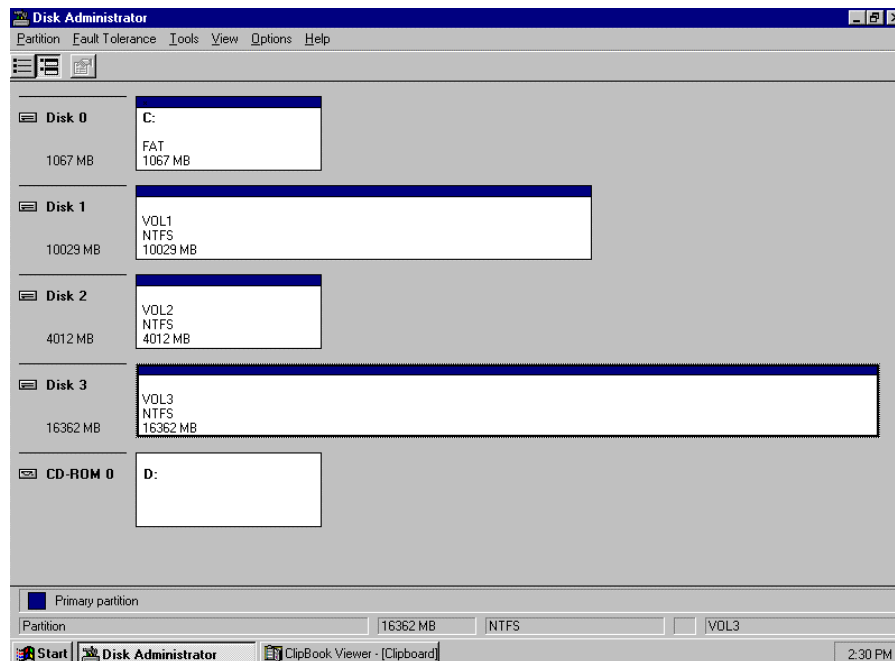 Disk Administrator
Partition Fault Tolerance Tools View Options Help
Disk 0
1067 MB
C:
FAT
1067 MB
Disk 1
10029 MB
VOL1
NTFS
10029 MB
Disk 2
4012 MB
VOL2
NTFS
4012 MB
Disk 3
16362 MB
VOL3
NTFS
16362 MB
CD-ROM 0
D:
Primary partition
Partition 16362 MB NTFS VOL3
Start Disk Administrator ClipBook Viewer - [Clipboard] 2:30 PM